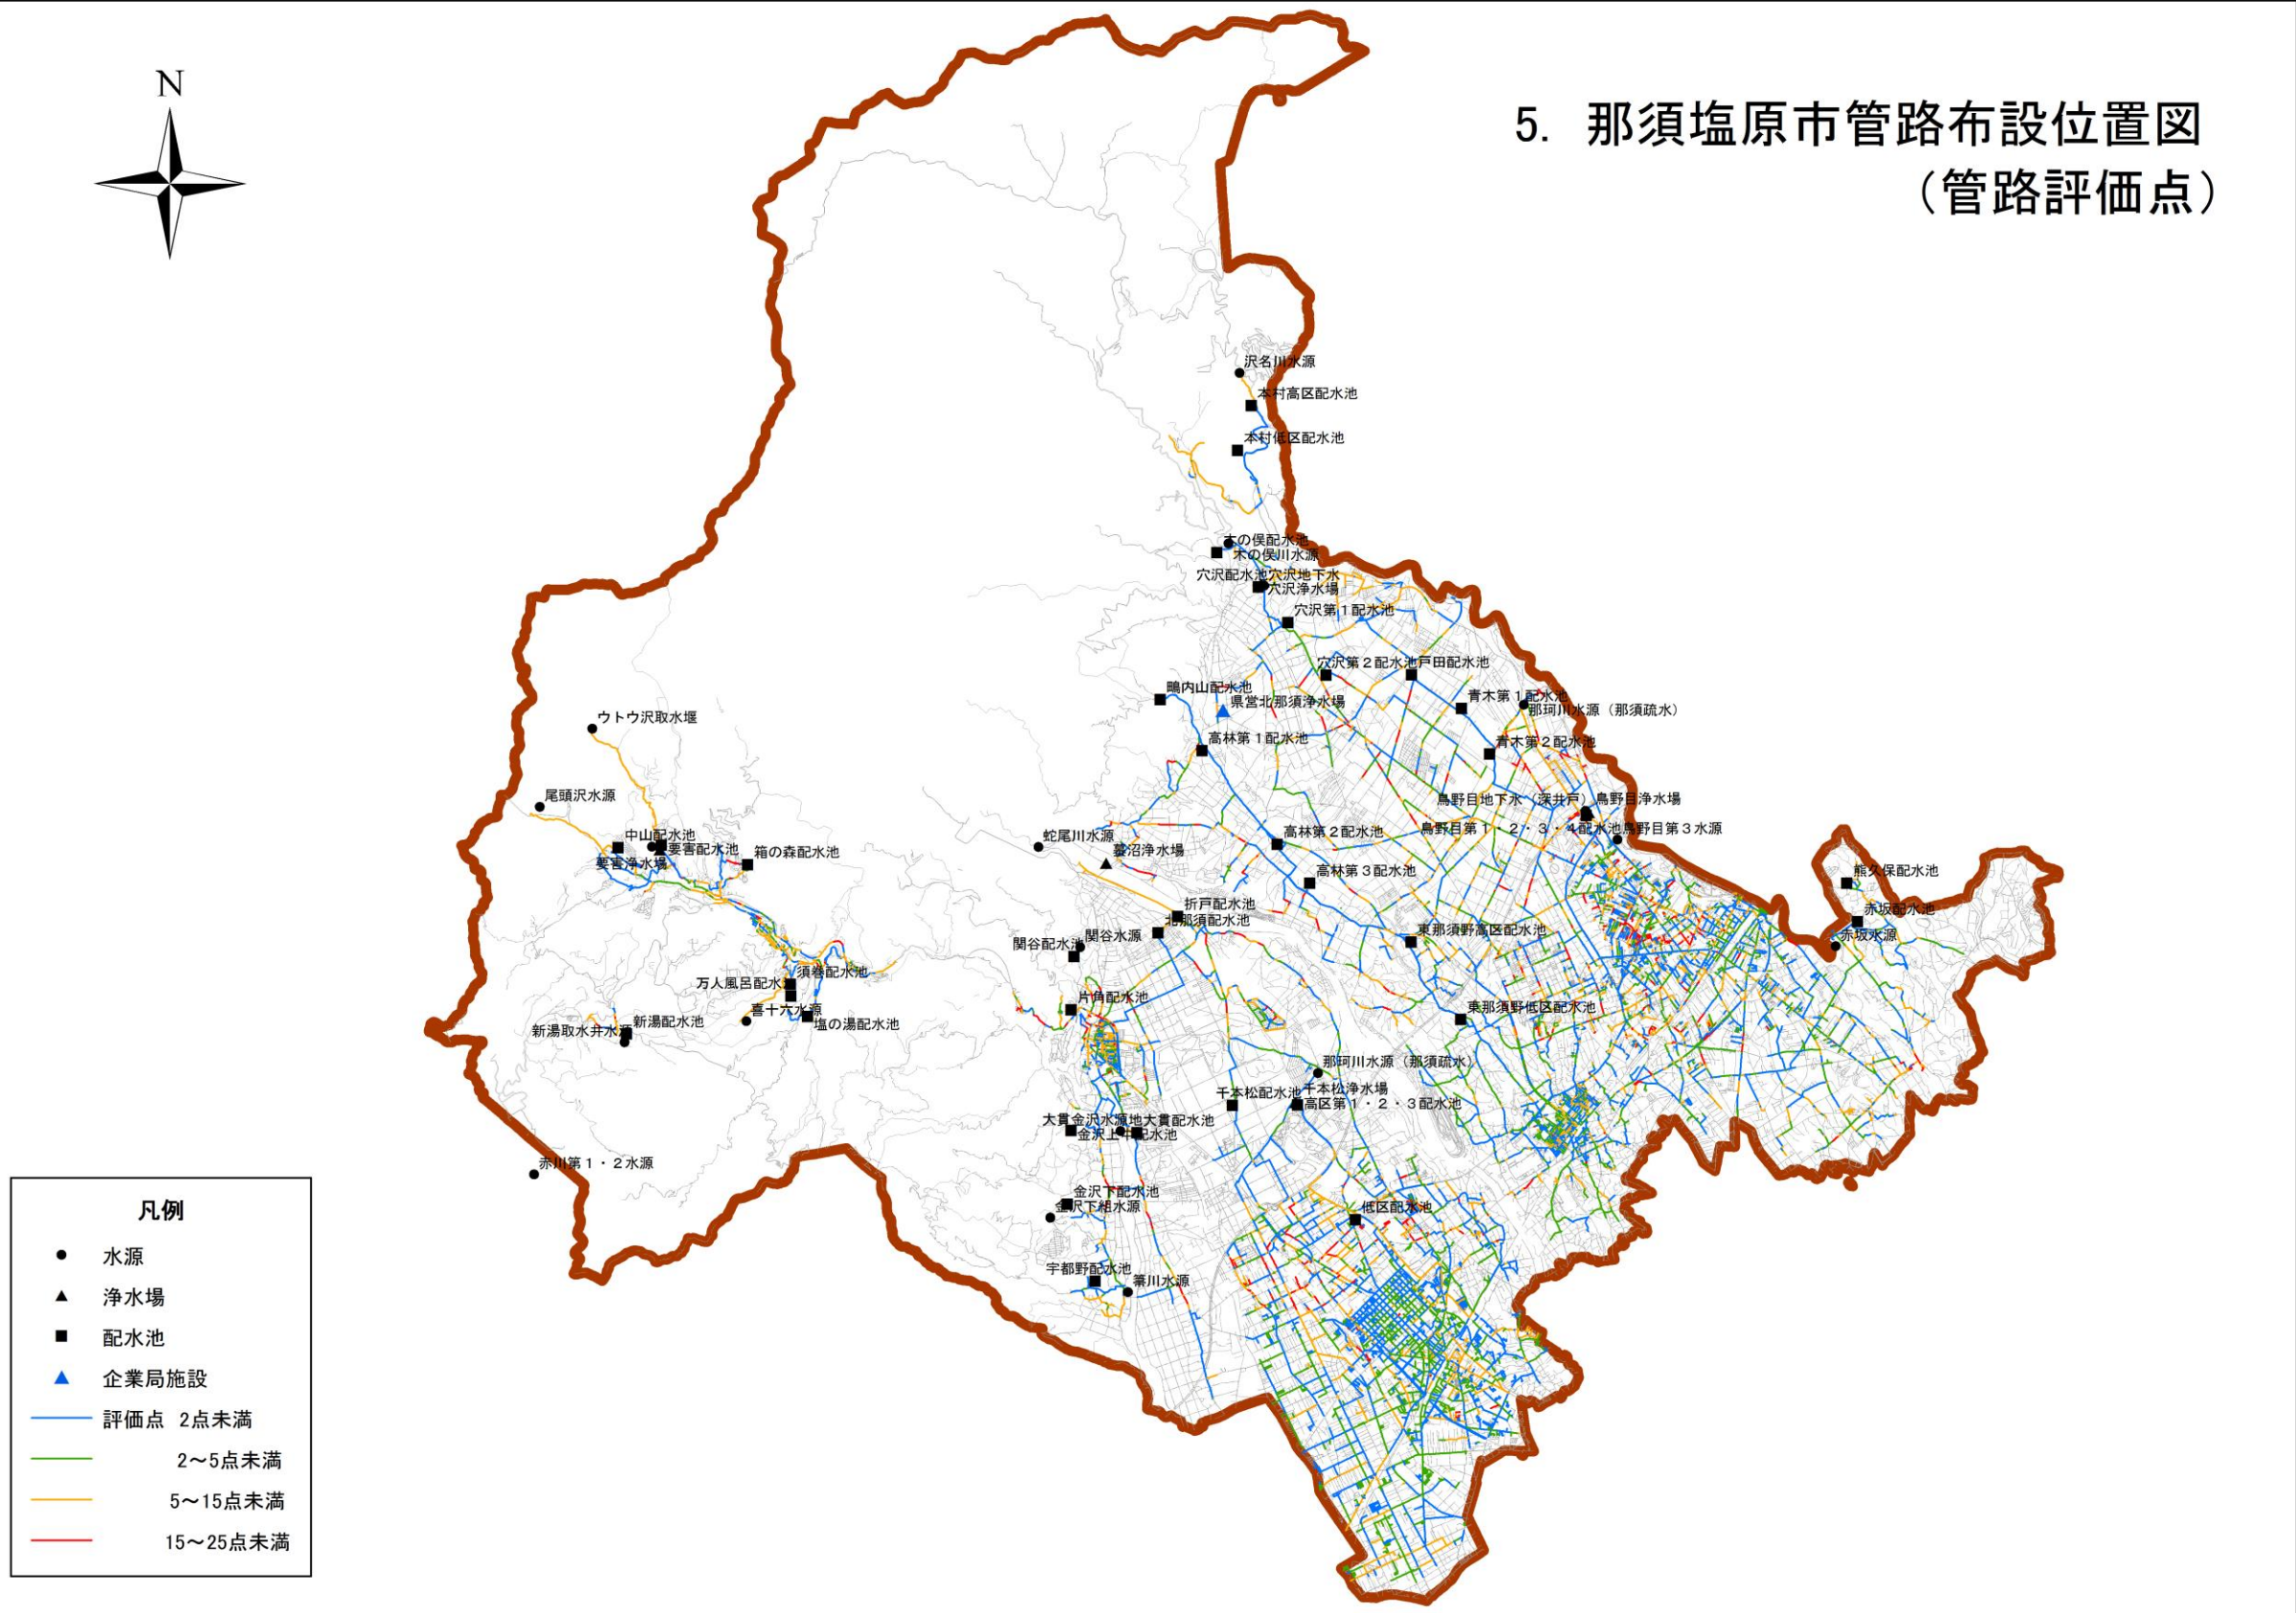 N
5. 那須塩原市管路布設位置図
（管路評価点）
沢名川水源
本村高区配水池
本村低区配水池
木の俣配水池
木の俣川水源
穴沢配水池
穴沢地下水
穴沢浄水場
穴沢第１配水池
穴沢第２配水池
戸田配水池
鴫内山配水池
県営北那須浄水場
青木第１配水池
那珂川水源（那須疏水）
ウトウ沢取水堰
高林第１配水池
青木第２配水池
尾頭沢水源
鳥野目地下水（深井戸）
鳥野目浄水場
中山配水池
要害配水池
要害浄水場
箱の森配水池
蛇尾川水源
蟇沼浄水場
高林第２配水池
鳥野目第１・２・３・４配水池
鳥野目第３水源
高林第３配水池
熊久保配水池
折戸配水池
北那須配水池
赤坂配水池
関谷配水池
関谷水源
東那須野高区配水池
赤坂水源
須巻配水池
万人風呂配水
片角配水池
喜十六水源
東那須野低区配水池
新湯取水井水源
新湯配水池
塩の湯配水池
那珂川水源（那須疏水）
千本松配水池
千本松浄水場
高区第１・２・３配水池
大貫金沢水源地
大貫配水池
金沢上中配水池
赤川第１・２水源
金沢下配水池
金沢下組水源
低区配水池
宇都野配水池
箒川水源
凡例
水源
浄水場
配水池
企業局施設
評価点 2点未満
2～5点未満
5～15点未満
15～25点未満